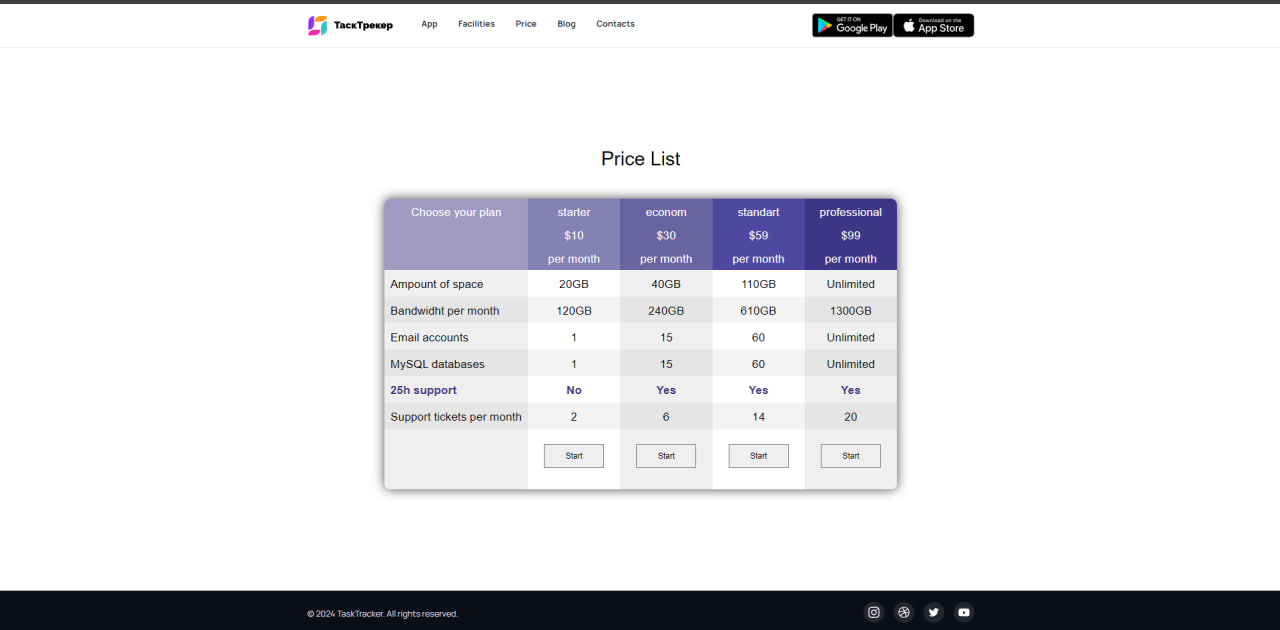 ТаскТрекер App Facilities Price Blog Contacts GET IT ON Google Play Download on the App Store
Price List
Choose your plan starter econom standart professional
$10 $30 $59 $99
per month per month per month per month
Ampount of space 20GB 40GB 110GB Unlimited
Bandwidht per month 120GB 240GB 610GB 1300GB
Email accounts 1 15 60 Unlimited
MySQL databases 1 15 60 Unlimited
25h support No Yes Yes Yes
Support tickets per month 2 6 14 20
Start Start Start Start
© 2024 TaskTracker. All rights reserved.